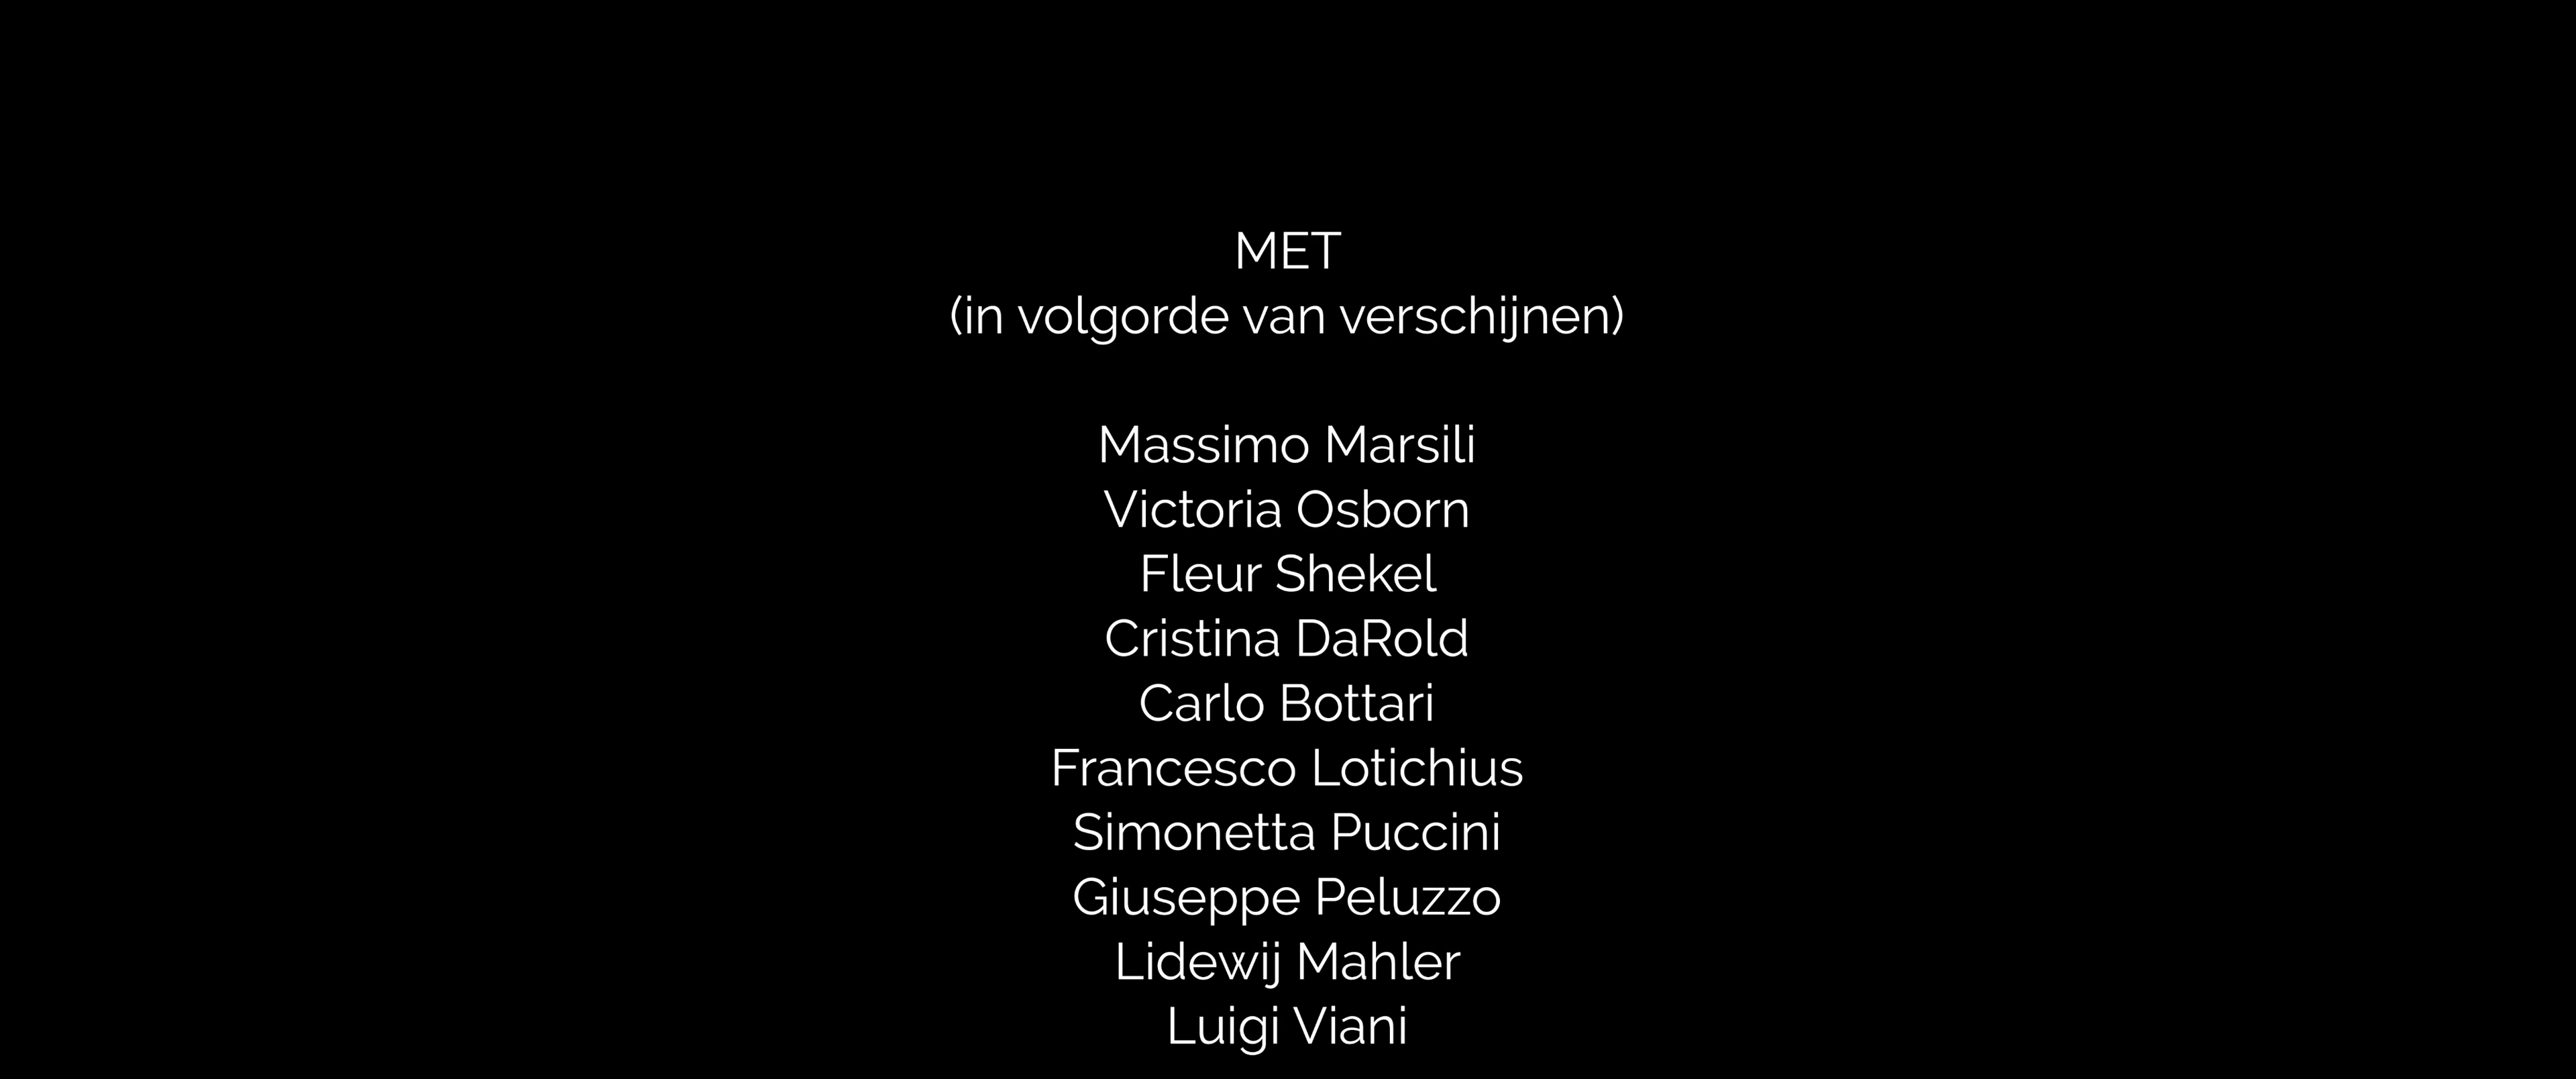 MET
(in volgorde van verschijnen)
Massimo Marsili
Victoria Osborn
Fleur Shekel
Cristina DaRold
Carlo Bottari
Francesco Lotichius
Simonetta Puccini
Giuseppe Peluzzo
Lidewij Mahler
Luigi Viani